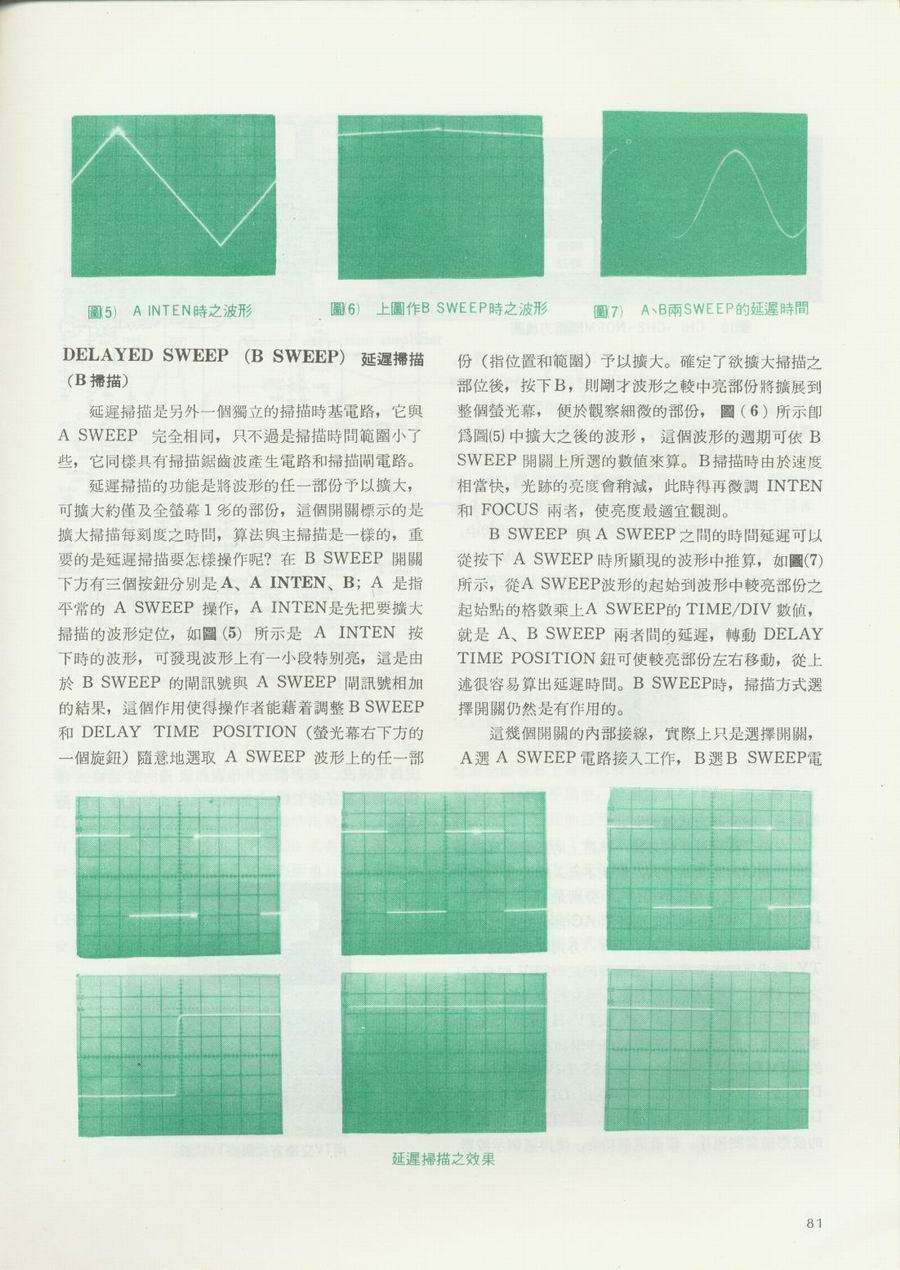 圖5) A INTEN時之波形
圖6) 上圖作B SWEEP時之波形
圖7) A、B兩SWEEP的延遲時間
DELAYED SWEEP (B SWEEP) 延遲掃描
(B掃描)
延遲掃描是另外一個獨立的掃描時基電路,它與
A SWEEP 完全相同,只不過是掃描時間範圍小了
些,它同樣具有掃描鋸齒波產生電路和掃描閘電路。
延遲掃描的功能是將波形的任一部份予以擴大,
可擴大約僅及全螢幕1%的部份,這個開關標示的是
擴大掃描每刻度之時間,算法與主掃描是一樣的,重
要的是延遲掃描要怎樣操作呢?在 B SWEEP 開關
下方有三個按鈕分別是A、A INTEN、B;A 是指
平常的 A SWEEP 操作,A INTEN是先把要擴大
掃描的波形定位,如圖(5) 所示是 A INTEN 按
下時的波形,可發現波形上有一小段特別亮,這是由
於 B SWEEP 的閘訊號與 A SWEEP 閘訊號相加
的結果,這個作用使得操作者能藉着調整B SWEEP
和 DELAY TIME POSITION(螢光幕右下方的
一個旋鈕)隨意地選取 A SWEEP 波形上的任一部
份(指位置和範圍)予以擴大。確定了欲擴大掃描之
部位後,按下B,則剛才波形之較中亮部份將擴展到
整個螢光幕,便於觀察細微的部份,圖(6)所示卽
爲圖(5)中擴大之後的波形,這個波形的週期可依 B
SWEEP 開關上所選的數値來算。B掃描時由於速度
相當快,光跡的亮度會稍減,此時得再微調 INTEN
和 FOCUS 兩者,使亮度最適宜觀測。
B SWEEP 與 A SWEEP之間的時間延遲可以
從按下 A SWEEP時所顯現的波形中推算,如圖(7)
所示,從A SWEEP波形的起始到波形中較亮部份之
起始點的格數乘上A SWEEP的 TIME/DIV 數値,
就是 A、B SWEEP 兩者間的延遲,轉動 DELAY
TIME POSITION鈕可使較亮部份左右移動,從上
述很容易算出延遲時間。B SWEEP時,掃描方式選
擇開關仍然是有作用的。
這幾個開關的內部接線,實際上只是選擇開關,
A選 A SWEEP電路接入工作,B選B SWEEP電
延遲掃描之效果
81